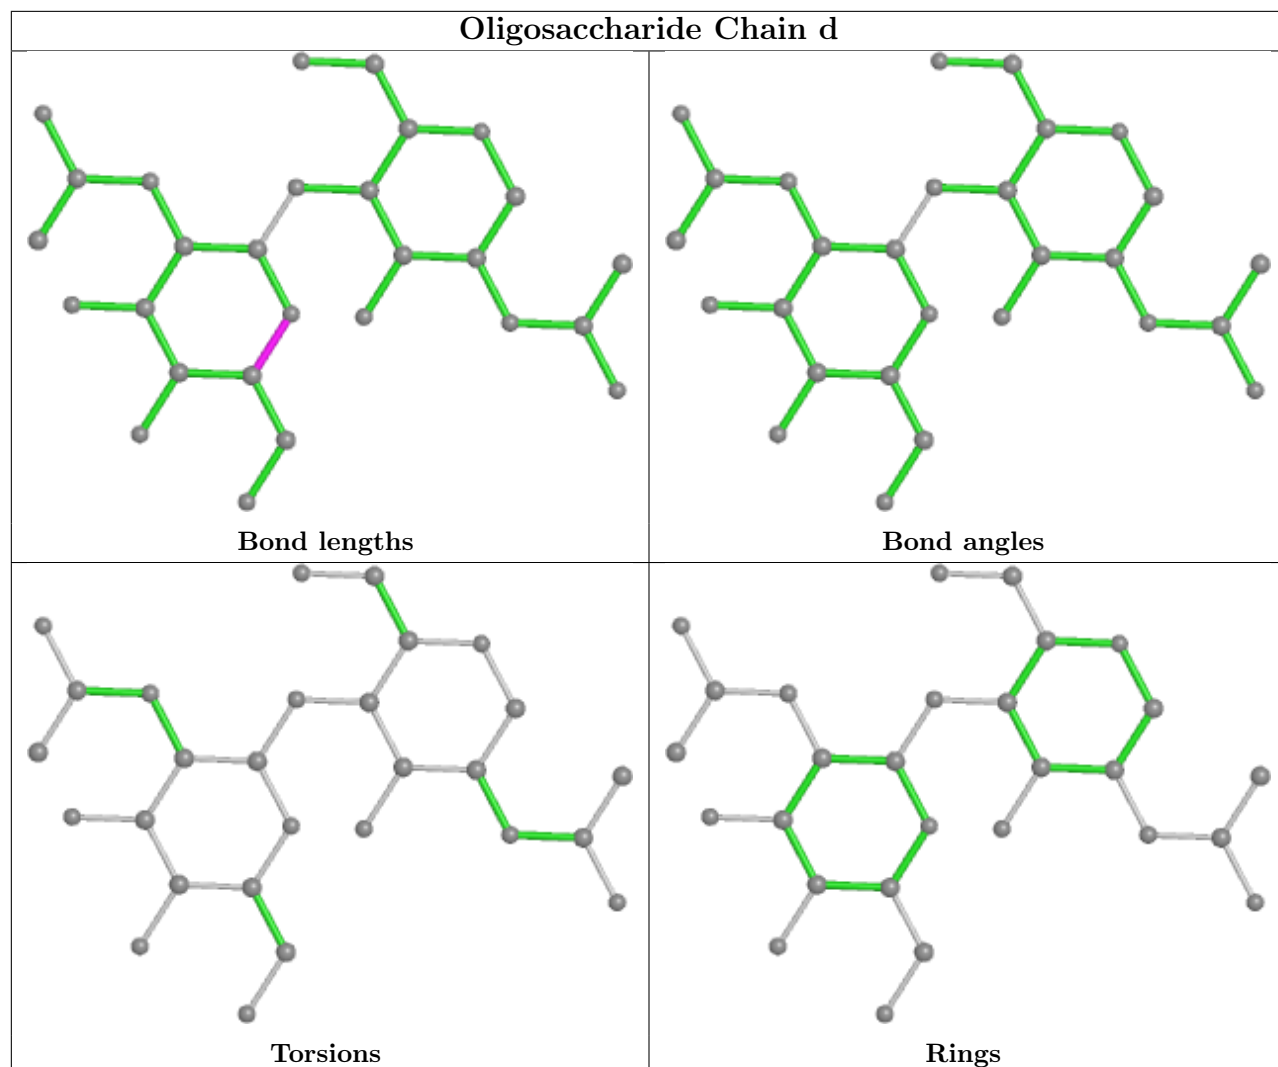 Oligosaccharide Chain d
Bond lengths
Bond angles
Torsions
Rings